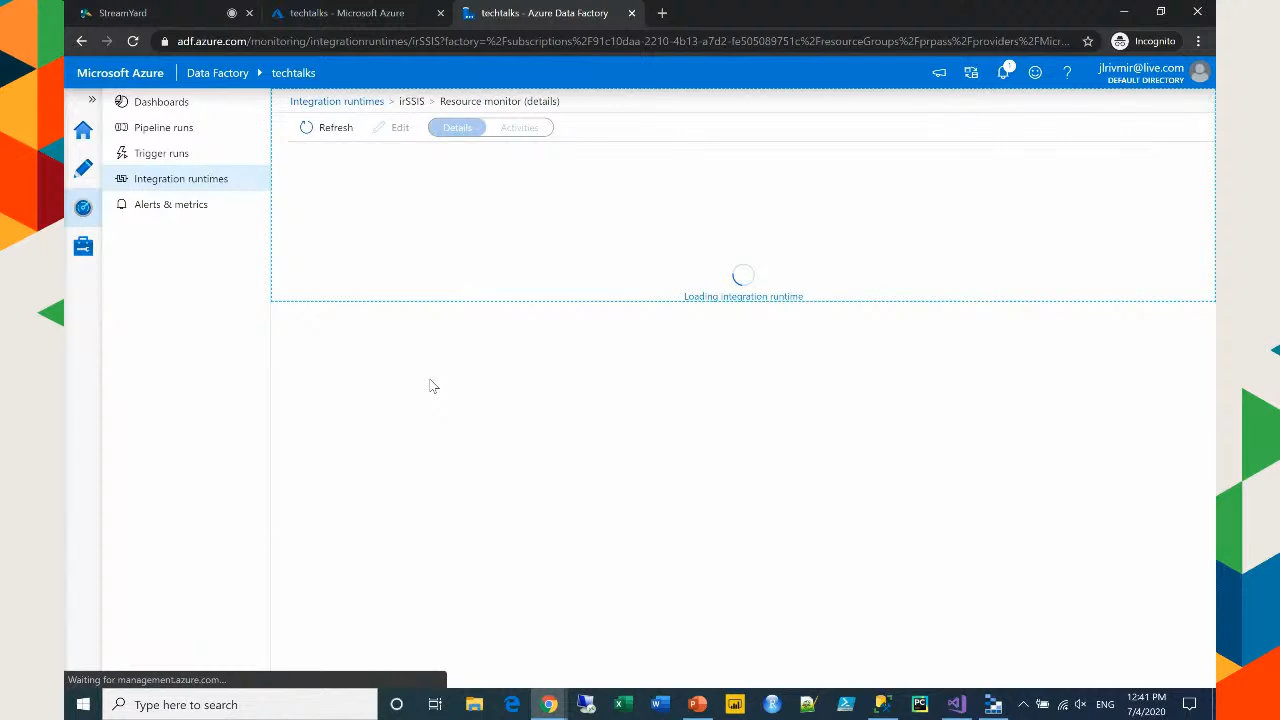 StreamYard
techtalks - Microsoft Azure
techtalks - Azure Data Factory
adf.azure.com/monitoring/integrationruntimes/irSSIS?factory=%2Fsubscriptions%2F91c10daa-2210-4b13-a7d2-fe505089751c%2FresourceGroups%2Fprpass%2Fproviders%2FMicr...
Incognito
Microsoft Azure
Data Factory
techtalks
1
?
jlrivmir@live.com
DEFAULT DIRECTORY
Dashboards
Pipeline runs
Trigger runs
Integration runtimes
Alerts & metrics
Integration runtimes > irSSIS > Resource monitor (details)
Refresh
Edit
Details
Activities
Loading integration runtime
Waiting for management.azure.com...
Type here to search
ENG
12:41 PM
7/4/2020